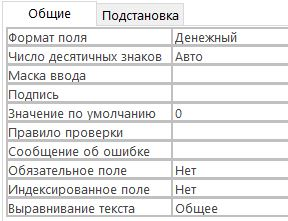 Общие Подстановка
Формат поля Денежный
Число десятичных знаков Авто
Маска ввода
Подпись
Значение по умолчанию 0
Правило проверки
Сообщение об ошибке
Обязательное поле Нет
Индексированное поле Нет
Выравнивание текста Общее